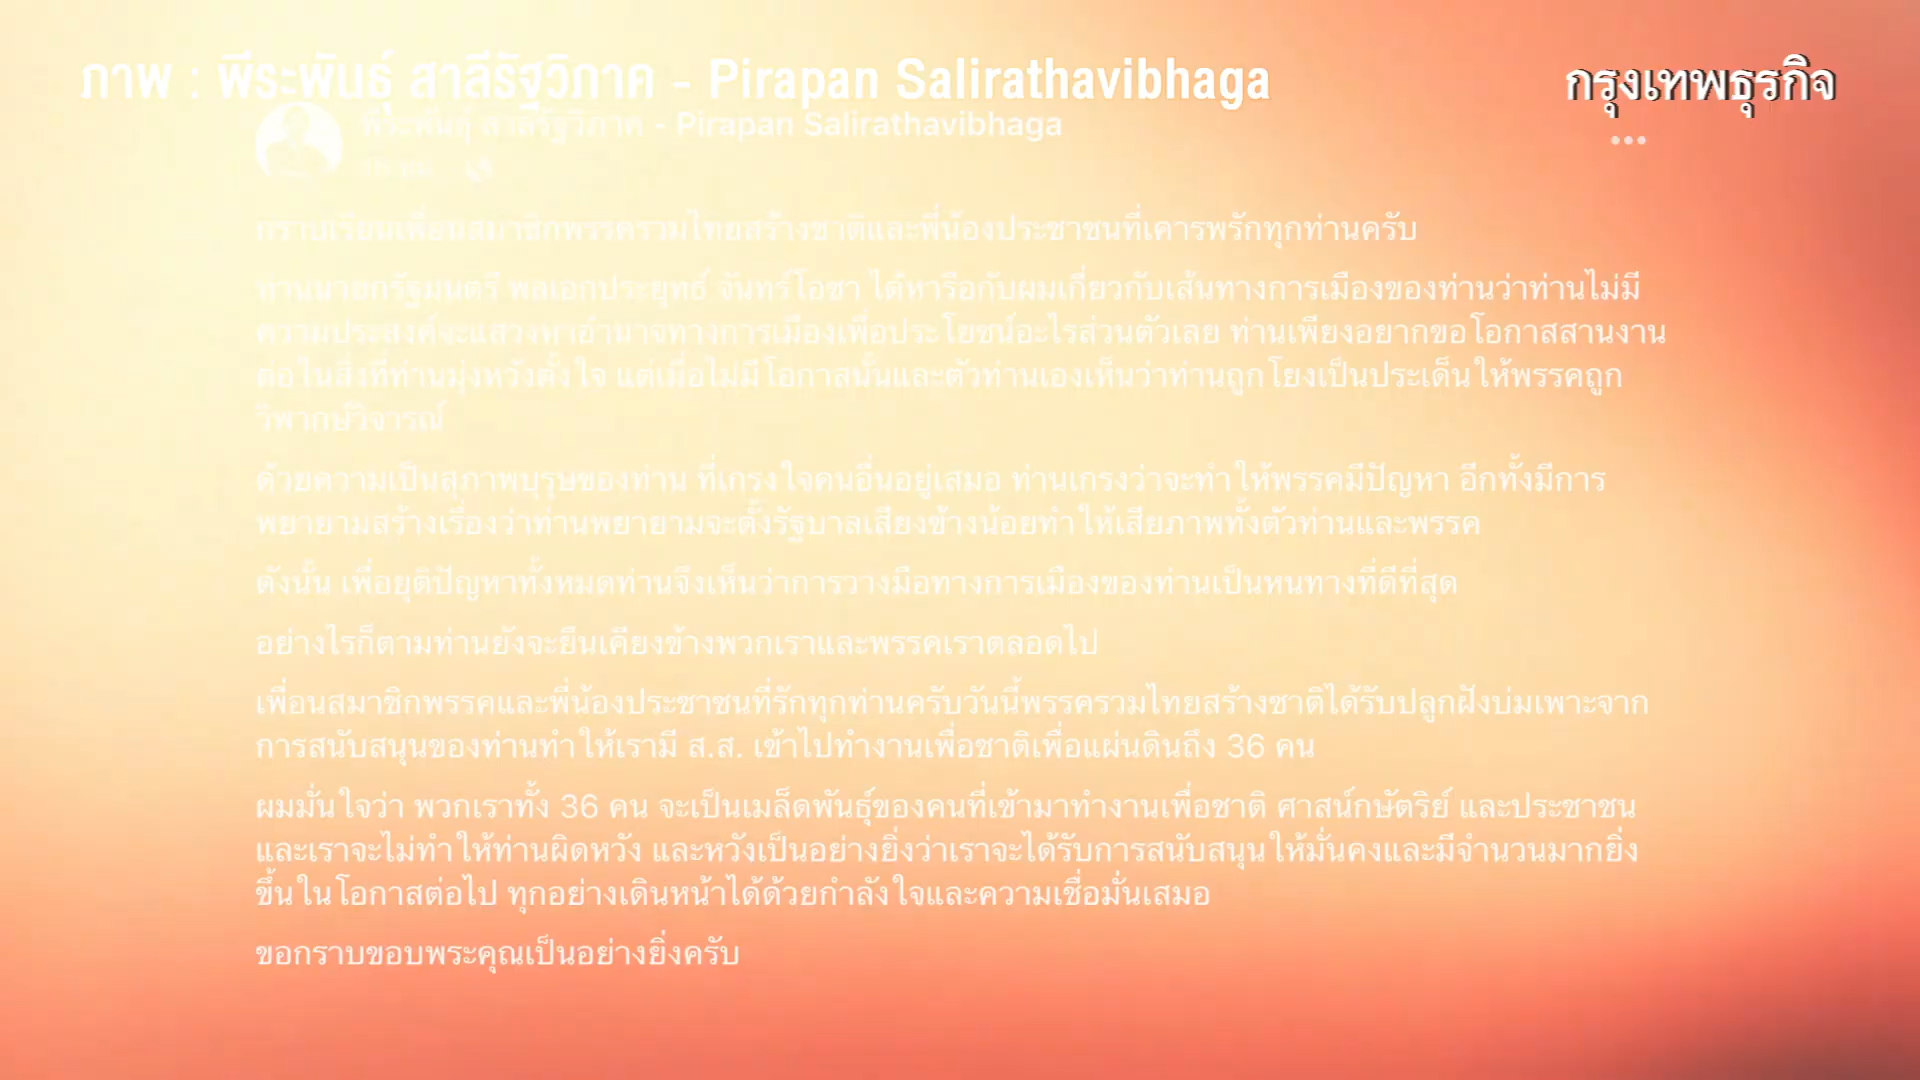 ภาพ : พีระพันธุ์ สาลีรัฐวิภาค - Pirapan Salirathavibhaga
กรุงเทพธุรกิจ
พีระพันธุ์ สาลีรัฐวิภาค - Pirapan Salirathavibhaga
กราบเรียนเพื่อนสมาชิกพรรครวมไทยสร้างชาติและพี่น้องประชาชนที่เคารพรักทุกท่านครับ
ท่านนายกรัฐมนตรี พลเอกประยุทธ์ จันทร์โอชา ได้หารือกับผมเกี่ยวกับเส้นทางการเมืองของท่านว่าท่านไม่มี
ความประสงค์จะแสวงหาอำนาจทางการเมืองเพื่อประโยชน์อะไรส่วนตัวเลย ท่านเพียงอยากขอโอกาสสานงาน
ต่อในสิ่งที่ท่านมุ่งหวังตั้งใจ แต่เมื่อไม่มีโอกาสนั้นและตัวท่านเองเห็นว่าท่านถูกโยงเป็นประเด็นให้พรรคถูก
วิพากษ์วิจารณ์
ด้วยความเป็นสุภาพบุรุษของท่าน ที่เกรงใจคนอื่นอยู่เสมอ ท่านเกรงว่าจะทำให้พรรคมีปัญหา อีกทั้งมีการ
พยายามสร้างเรื่องว่าท่านพยายามจะตั้งรัฐบาลเสียงข้างน้อยทำให้เสียภาพทั้งตัวท่านและพรรค
ดังนั้น เพื่อยุติปัญหาทั้งหมดท่านจึงเห็นว่าการวางมือทางการเมืองของท่านเป็นหนทางที่ดีที่สุด
อย่างไรก็ตามท่านยังจะยืนเคียงข้างพวกเราและพรรคเราตลอดไป
เพื่อนสมาชิกพรรคและพี่น้องประชาชนที่รักทุกท่านครับวันนี้พรรครวมไทยสร้างชาติได้รับปลูกฝังบ่มเพาะจาก
การสนับสนุนของท่านทำให้เรามี ส.ส. เข้าไปทำงานเพื่อชาติเพื่อแผ่นดินถึง 36 คน
ผมมั่นใจว่า พวกเราทั้ง 36 คน จะเป็นเมล็ดพันธุ์ของคนที่เข้ามาทำงานเพื่อชาติ ศาสน์กษัตริย์ และประชาชน
และเราจะไม่ทำให้ท่านผิดหวัง และหวังเป็นอย่างยิ่งว่าเราจะได้รับการสนับสนุนให้มั่นคงและมีจำนวนมากยิ่ง
ขึ้นในโอกาสต่อไป ทุกอย่างเดินหน้าได้ด้วยกำลังใจและความเชื่อมั่นเสมอ
ขอกราบขอบพระคุณเป็นอย่างยิ่งครับ